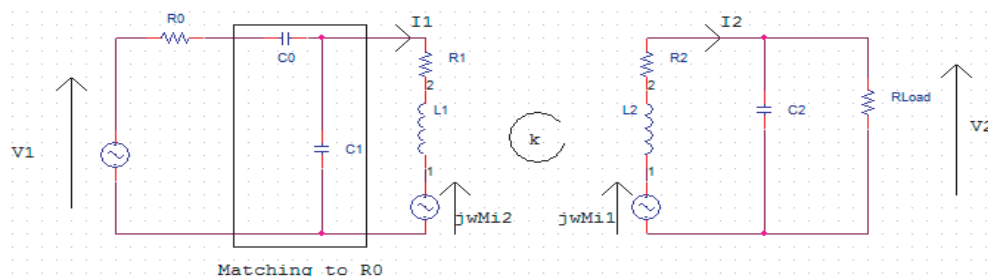 R0
C0
I1
R1
2
L1
1
V1
C1
jwMi2
k
I2
R2
2
L2
1
jwMi1
C2
RLoad
V2
Matching to R0